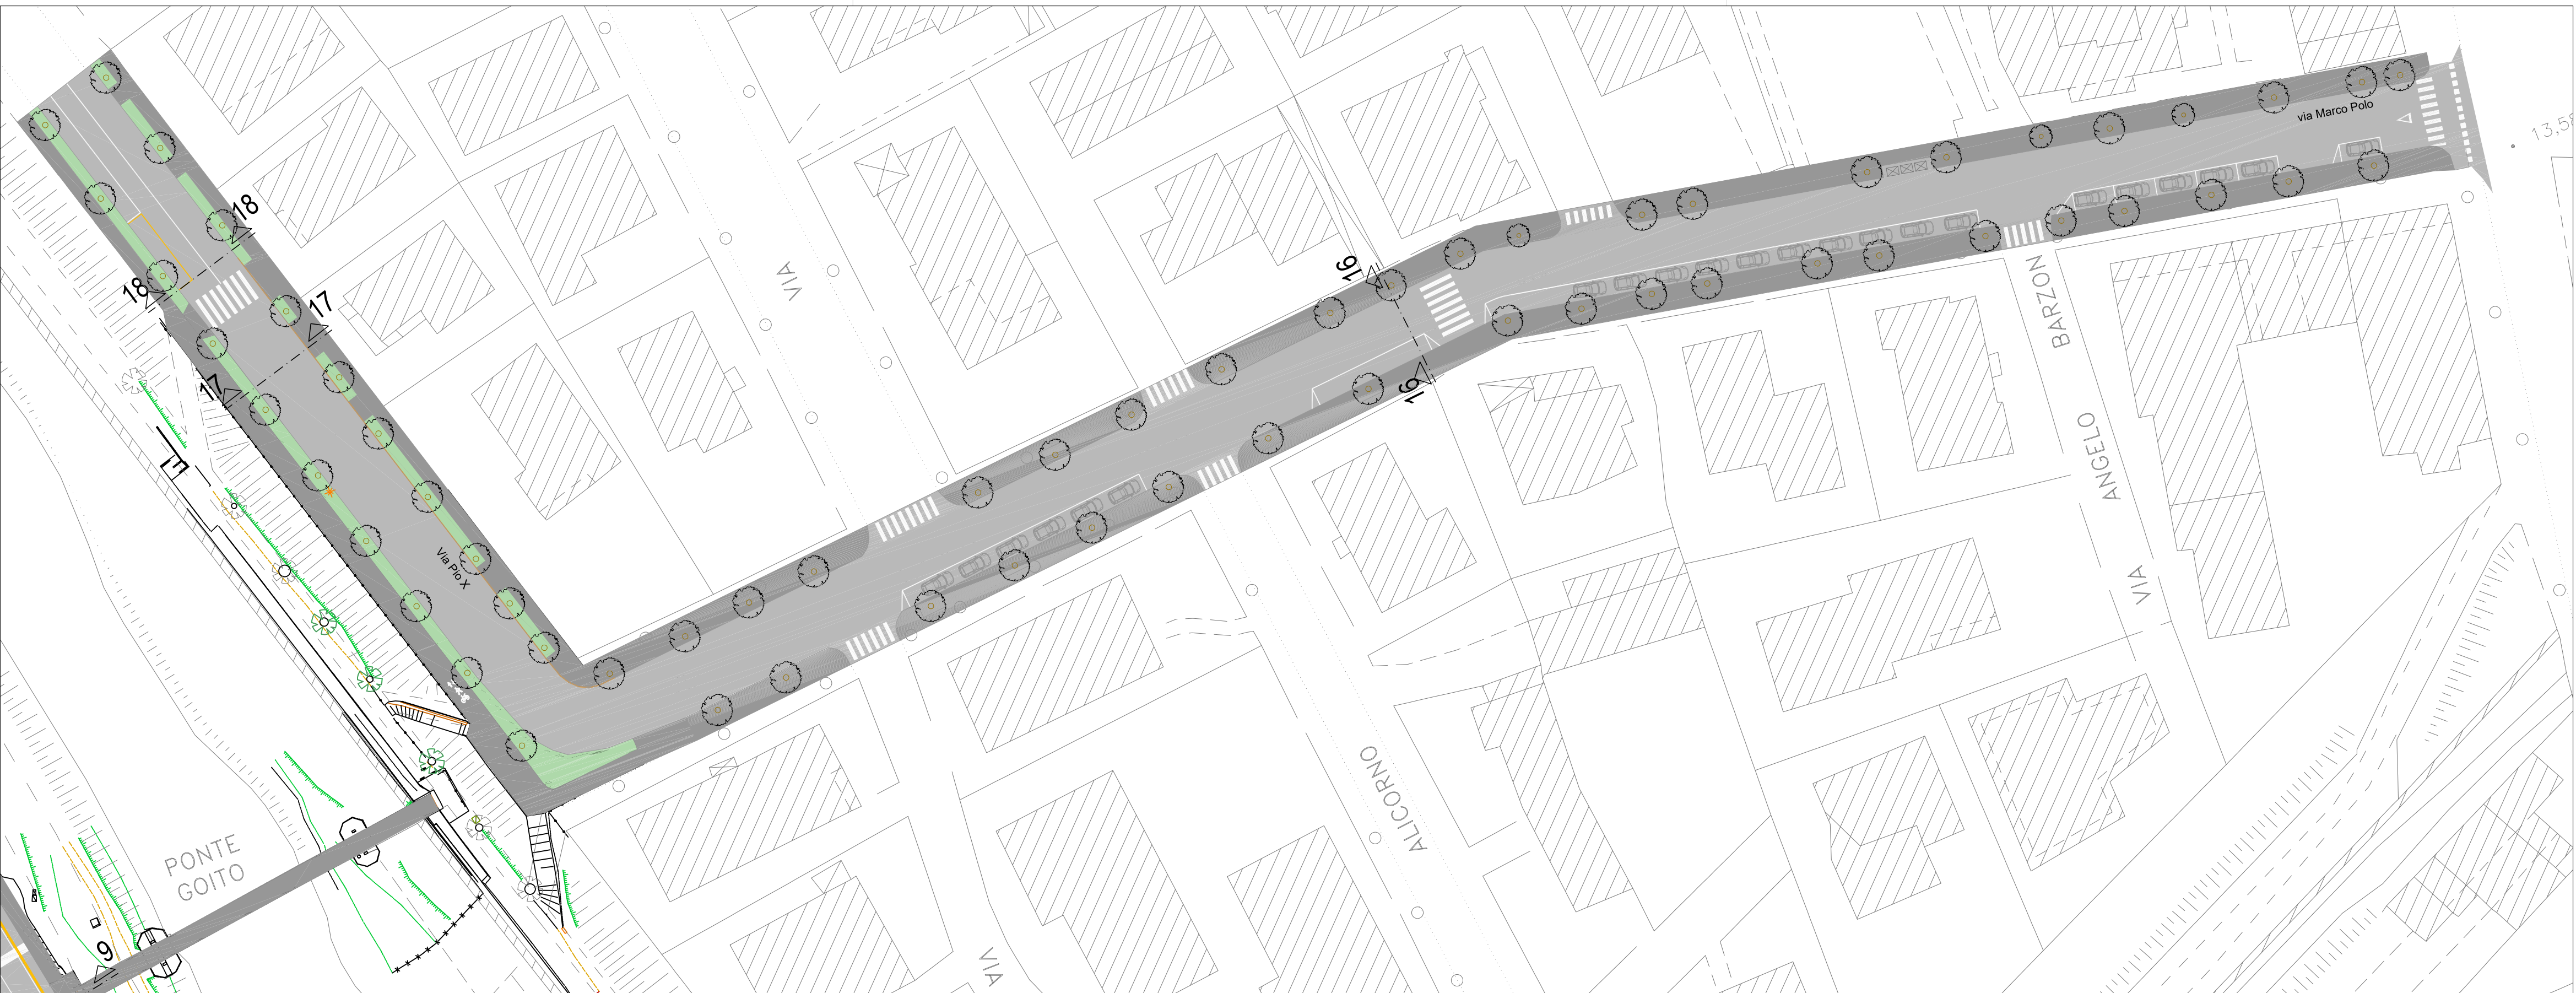 via Marco Polo
13,5
18
18
17
17
16
16
VIA
BARZON
ANGELO
VIA
E
Via Pio X
ALICORNO
VIA
PONTE
GOITO
9